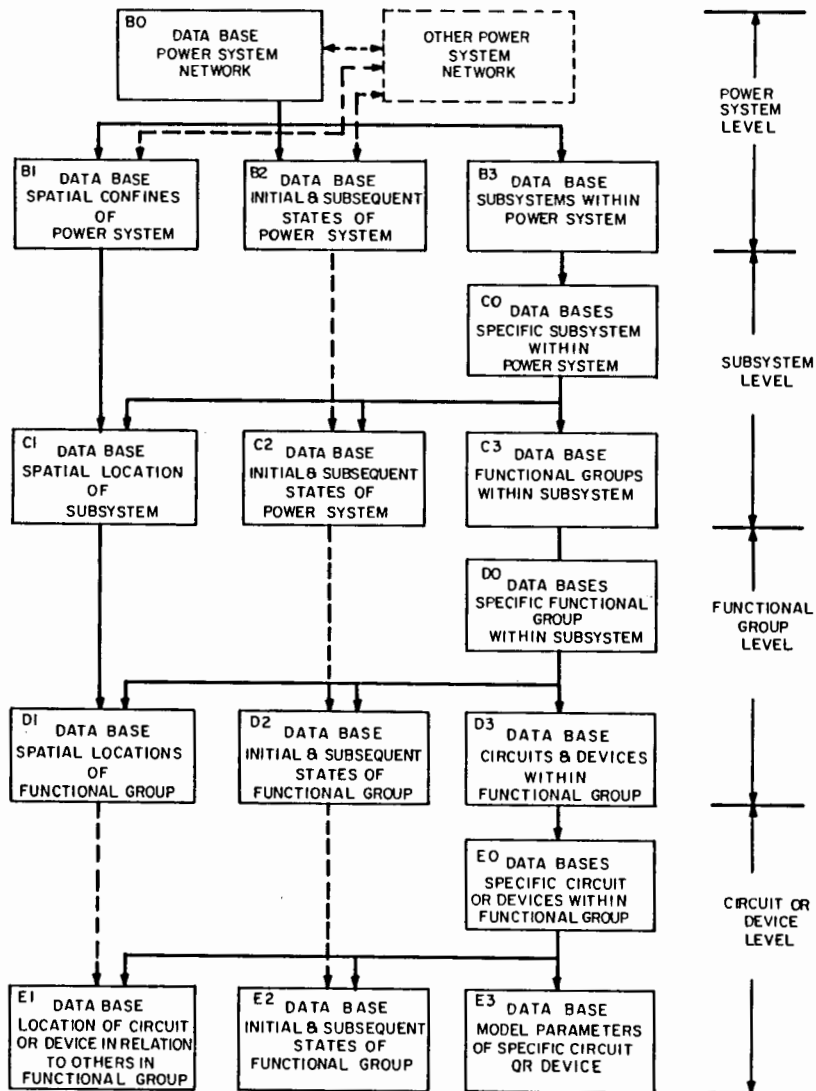 B0
DATA BASE
POWER SYSTEM
NETWORK
OTHER POWER
SYSTEM
NETWORK
POWER
SYSTEM
LEVEL
B1
DATA BASE
SPATIAL CONFINES
OF
POWER SYSTEM
B2
DATA BASE
INITIAL & SUBSEQUENT
STATES OF
POWER SYSTEM
B3
DATA BASE
SUBSYSTEMS WITHIN
POWER SYSTEM
C0
DATA BASES
SPECIFIC SUBSYSTEM
WITHIN
POWER SYSTEM
SUBSYSTEM
LEVEL
C1
DATA BASE
SPATIAL LOCATION
OF
SUBSYSTEM
C2
DATA BASE
INITIAL & SUBSEQUENT
STATES OF
POWER SYSTEM
C3
DATA BASE
FUNCTIONAL GROUPS
WITHIN SUBSYSTEM
D0
DATA BASES
SPECIFIC FUNCTIONAL
GROUP
WITHIN SUBSYSTEM
FUNCTIONAL
GROUP
LEVEL
D1
DATA BASE
SPATIAL LOCATIONS
OF
FUNCTIONAL GROUP
D2
DATA BASE
INITIAL & SUBSEQUENT
STATES OF
FUNCTIONAL GROUP
D3
DATA BASE
CIRCUITS & DEVICES
WITHIN
FUNCTIONAL GROUP
E0
DATA BASES
SPECIFIC CIRCUIT
OR DEVICES WITHIN
FUNCTIONAL GROUP
CIRCUIT OR
DEVICE
LEVEL
E1
DATA BASE
LOCATION OF CIRCUIT
OR DEVICE IN RELATION
TO OTHERS IN
FUNCTIONAL GROUP
E2
DATA BASE
INITIAL & SUBSEQUENT
STATES OF
FUNCTIONAL GROUP
E3
DATA BASE
MODEL PARAMETERS
OF SPECIFIC CIRCUIT
OR DEVICE